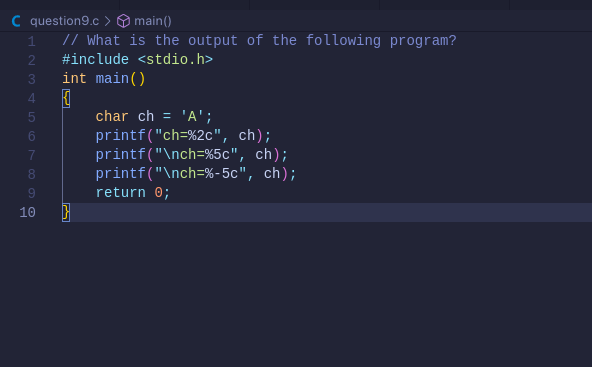 C question9.c > main()
1 // What is the output of the following program?
2 #include <stdio.h>
3 int main()
4 {
5     char ch = 'A';
6     printf("ch=%2c", ch);
7     printf("\nch=%5c", ch);
8     printf("\nch=%-5c", ch);
9     return 0;
10 }